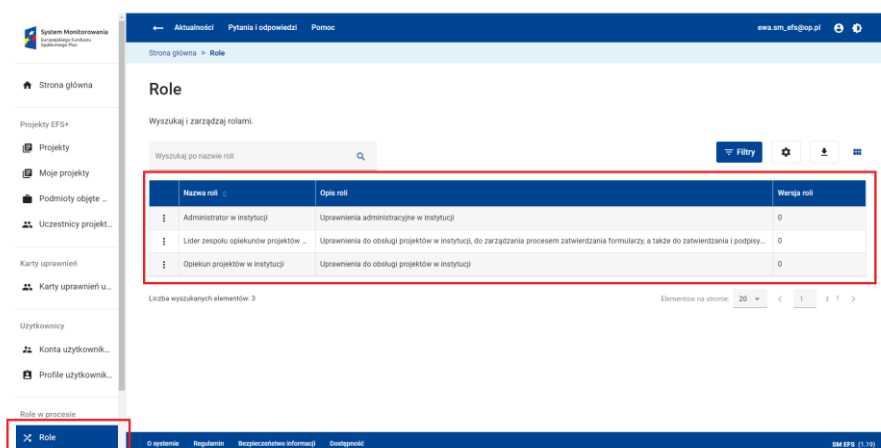 System Monitorowania
Europejskiego Funduszu
Społecznego Plus
Aktualności Pytania i odpowiedzi Pomoc
ewa.sm_efs@op.pl
Strona główna > Role
Strona główna
Projekty EFS+
Projekty
Moje projekty
Podmioty objęte ...
Uczestnicy projekt...
Karty uprawnień
Karty uprawnień u...
Użytkownicy
Konta użytkownik...
Profile użytkownik...
Role w procesie
Role
Role
Wyszukaj i zarządzaj rolami.
Wyszukaj po nazwie roli
Filtry
Nazwa roli Opis roli Wersja roli
Administrator w instytucji Uprawnienia administracyjne w instytucji 0
Lider zespołu opiekunów projektów ... Uprawnienia do obsługi projektów w instytucji, do zarządzania procesem zatwierdzania formularzy, a także do zatwierdzania i podpisy... 0
Opiekun projektów w instytucji Uprawnienia do obsługi projektów w instytucji 0
Liczba wyszukanych elementów: 3
Elementów na stronie: 20 < 1 z 1 >
O systemie Regulamin Bezpieczeństwo informacji Dostępność
SM EFS (1.19)